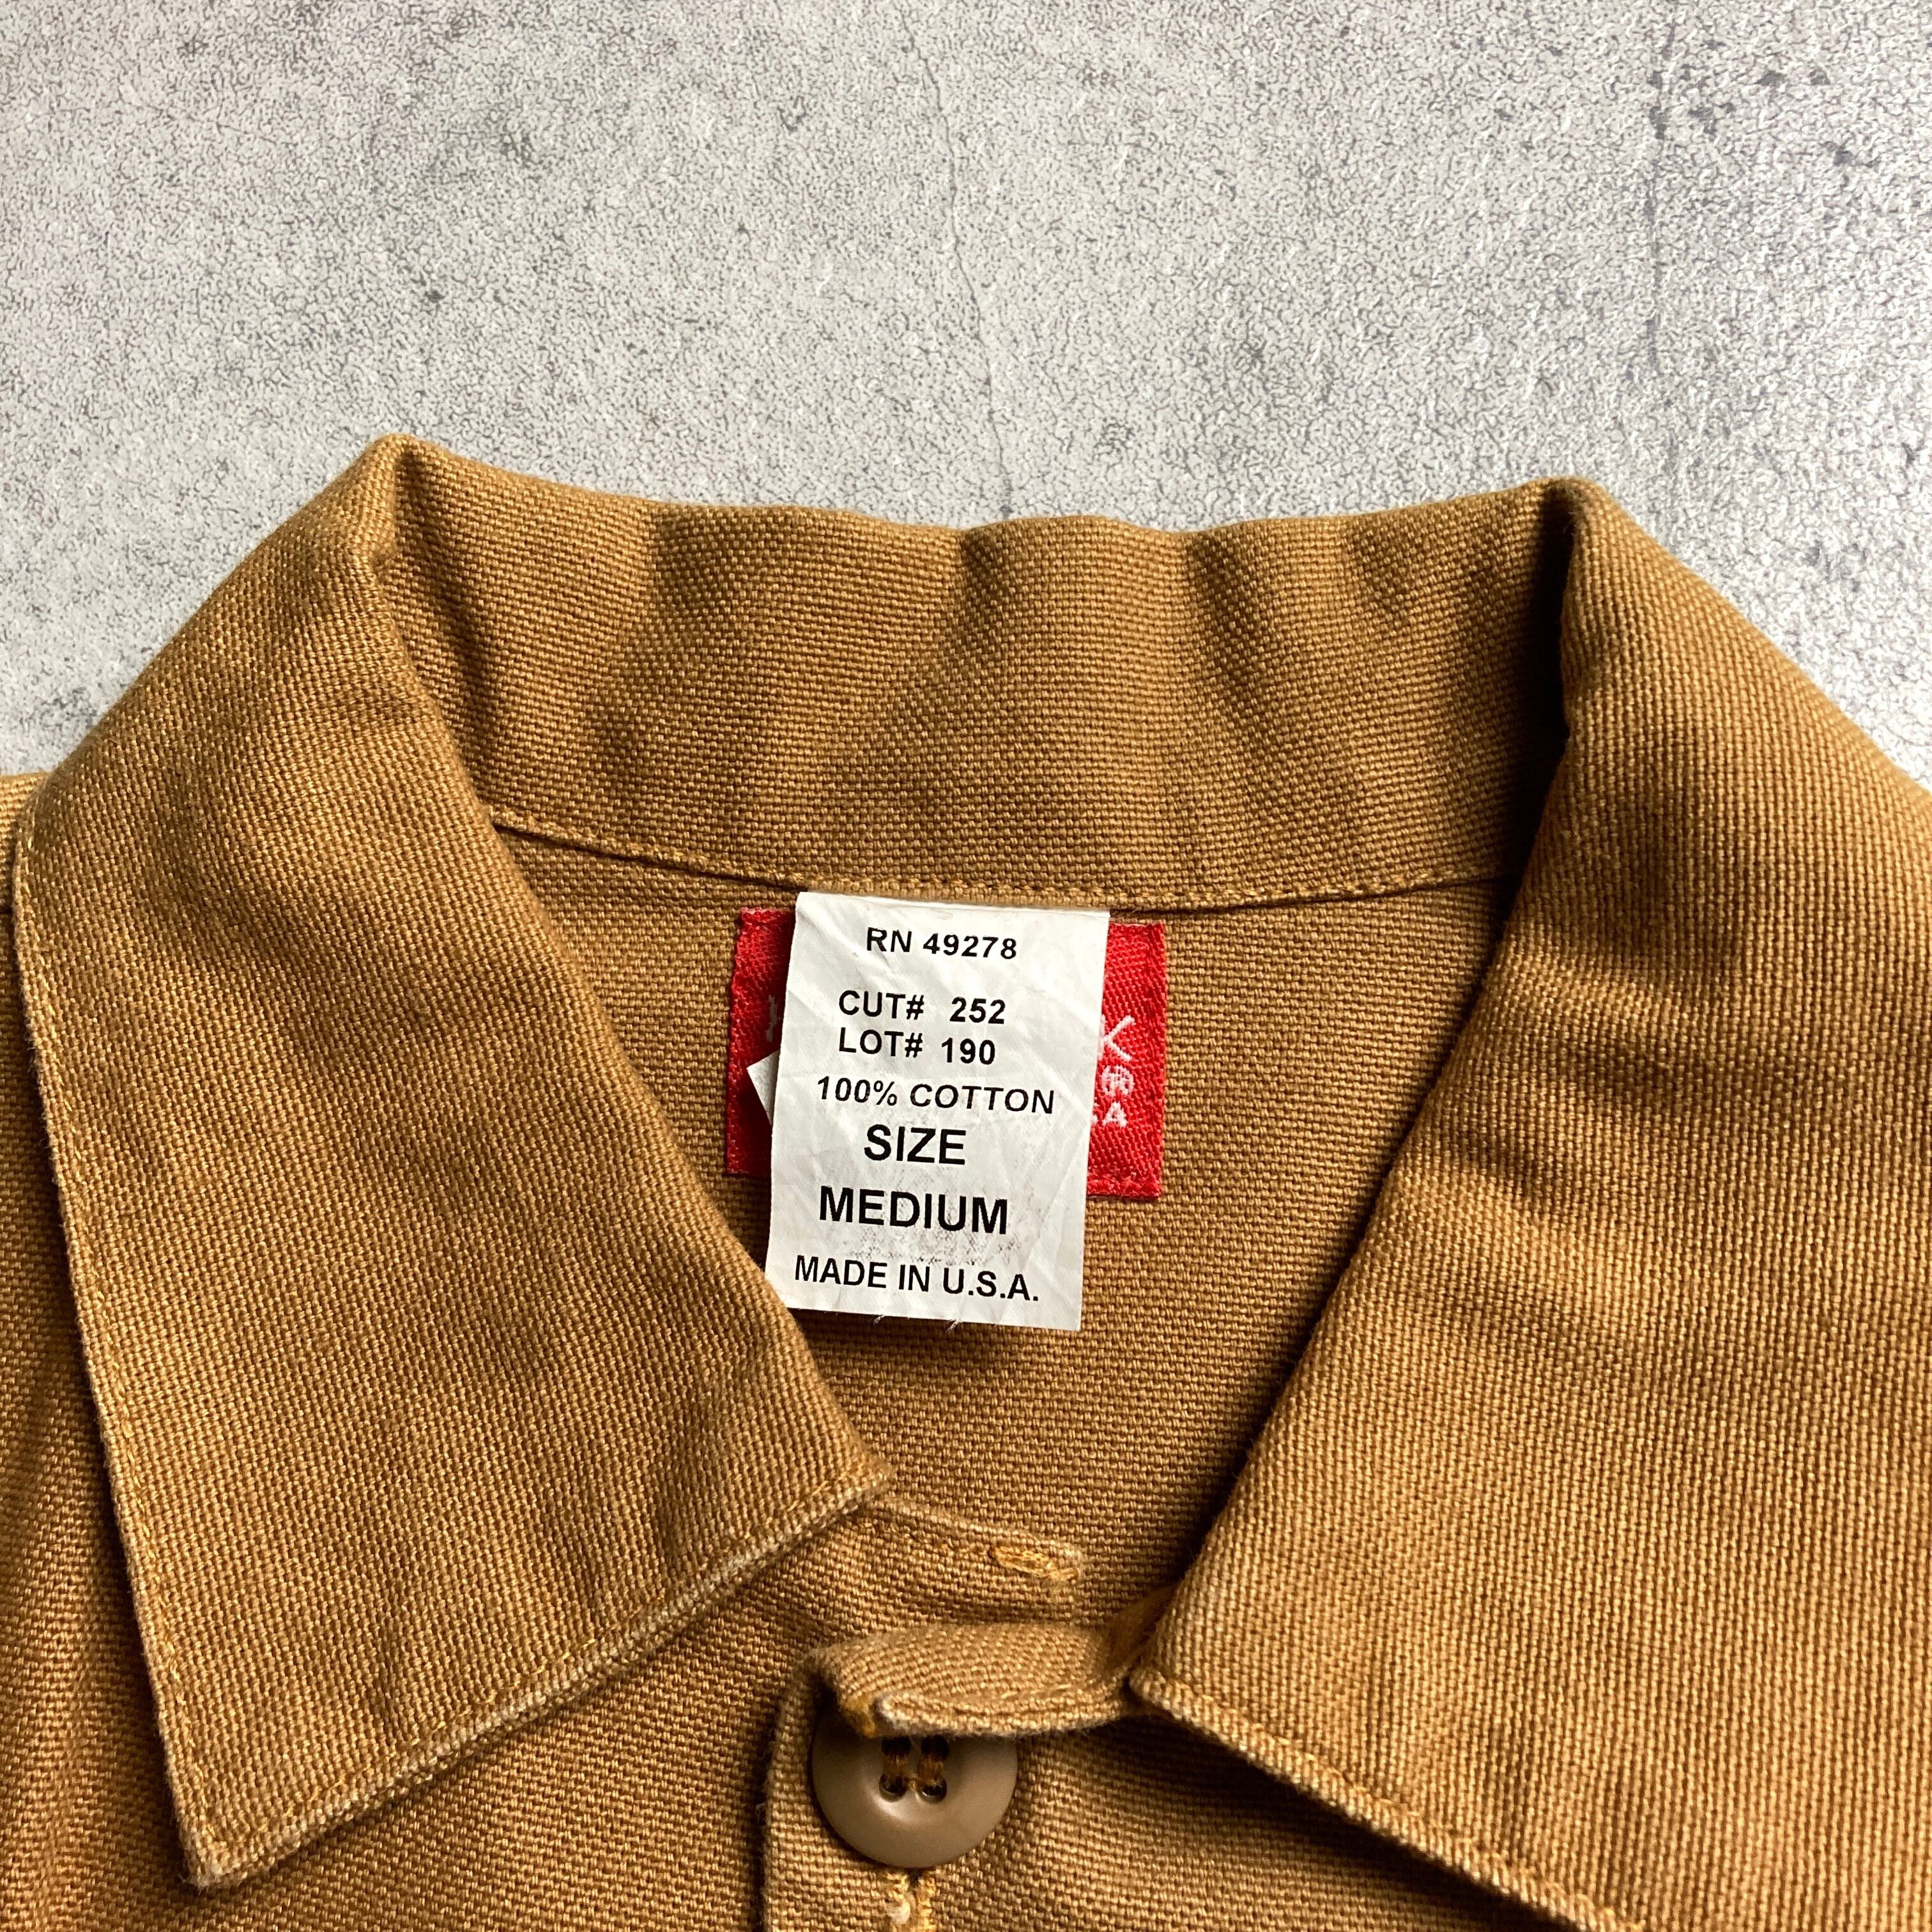 RN 49278
CUT# 252
LOT# 190
100% COTTON
SIZE
MEDIUM
MADE IN U.S.A.